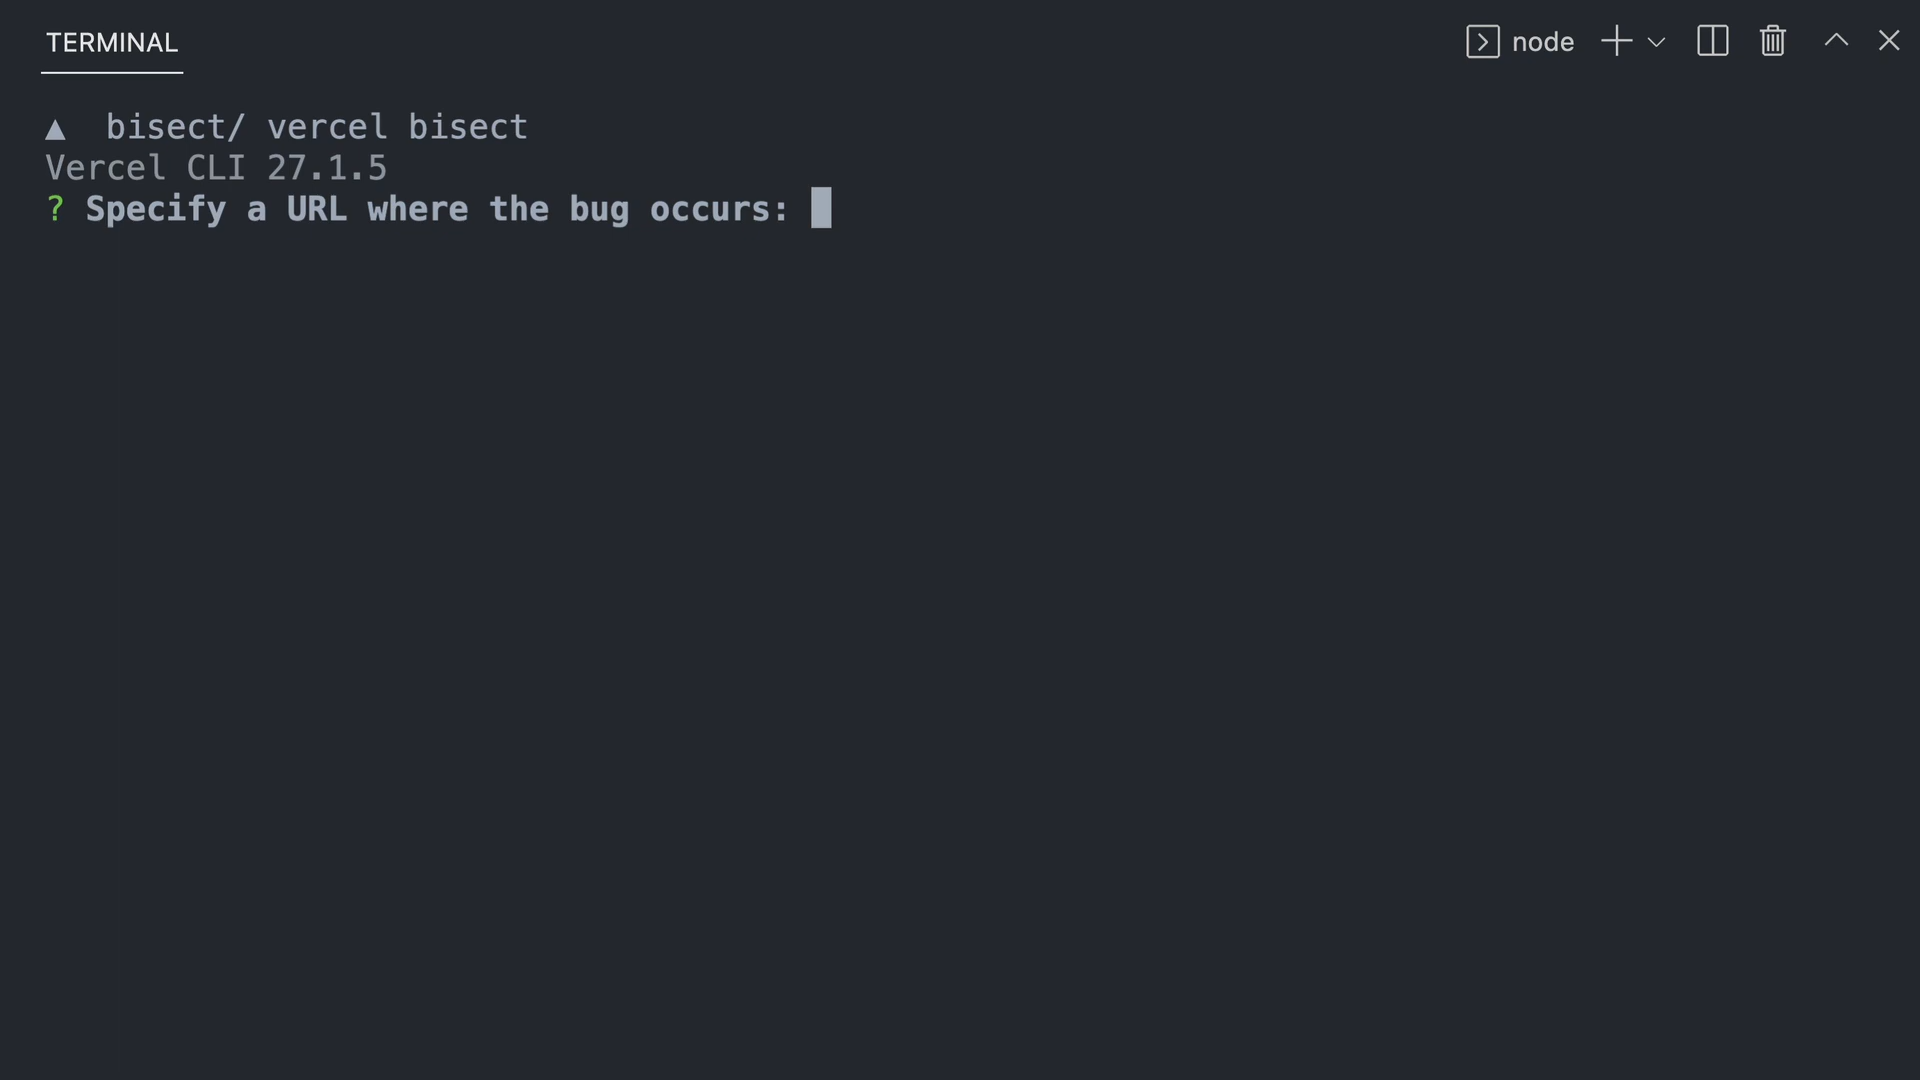 TERMINAL
node
▲ bisect/ vercel bisect
Vercel CLI 27.1.5
? Specify a URL where the bug occurs: